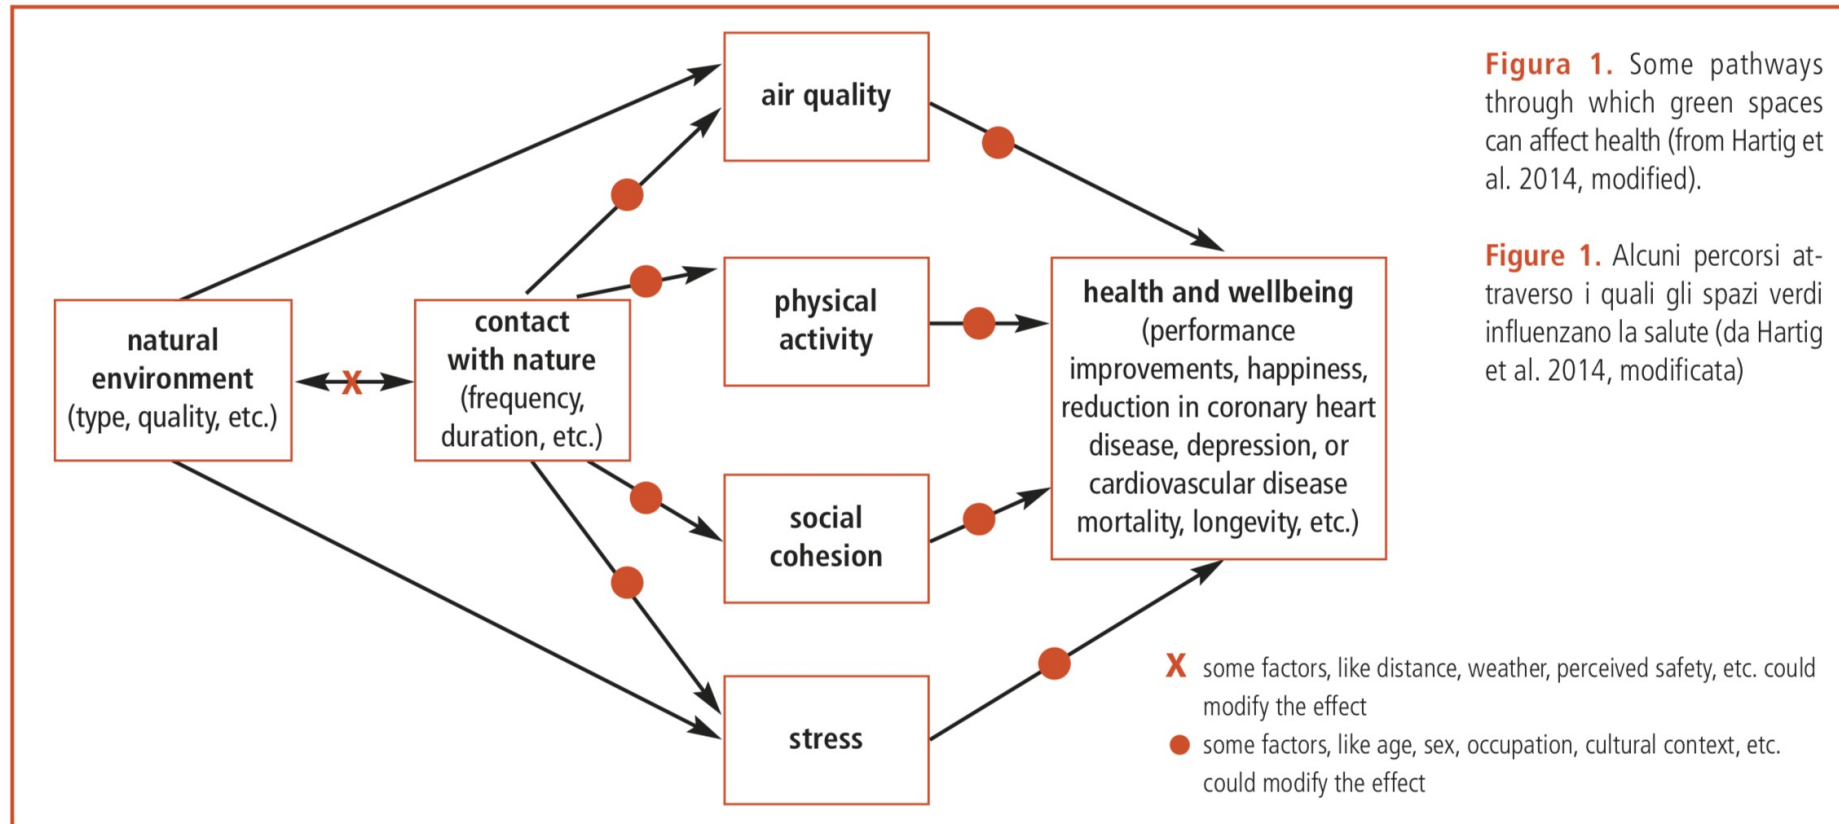 air quality
physical
activity
social
cohesion
stress
natural
environment
(type, quality, etc.)
contact
with nature
(frequency,
duration, etc.)
health and wellbeing
(performance
improvements, happiness,
reduction in coronary heart
disease, depression, or
cardiovascular disease
mortality, longevity, etc.)
X
X some factors, like distance, weather, perceived safety, etc. could
modify the effect
some factors, like age, sex, occupation, cultural context, etc.
could modify the effect
Figura 1. Some pathways
through which green spaces
can affect health (from Hartig et
al. 2014, modified).
Figure 1. Alcuni percorsi at-
traverso i quali gli spazi verdi
influenzano la salute (da Hartig
et al. 2014, modificata)